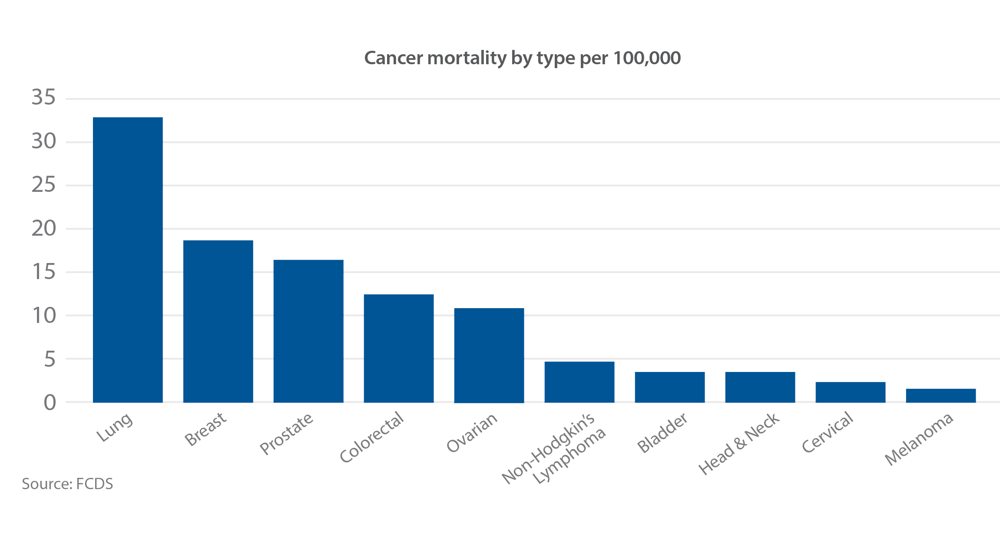 Cancer mortality by type per 100,000
35
30
25
20
15
10
5
0
Lung
Breast
Prostate
Colorectal
Ovarian
Non-Hodgkin’s
Lymphoma
Bladder
Head & Neck
Cervical
Melanoma
Source: FCDS